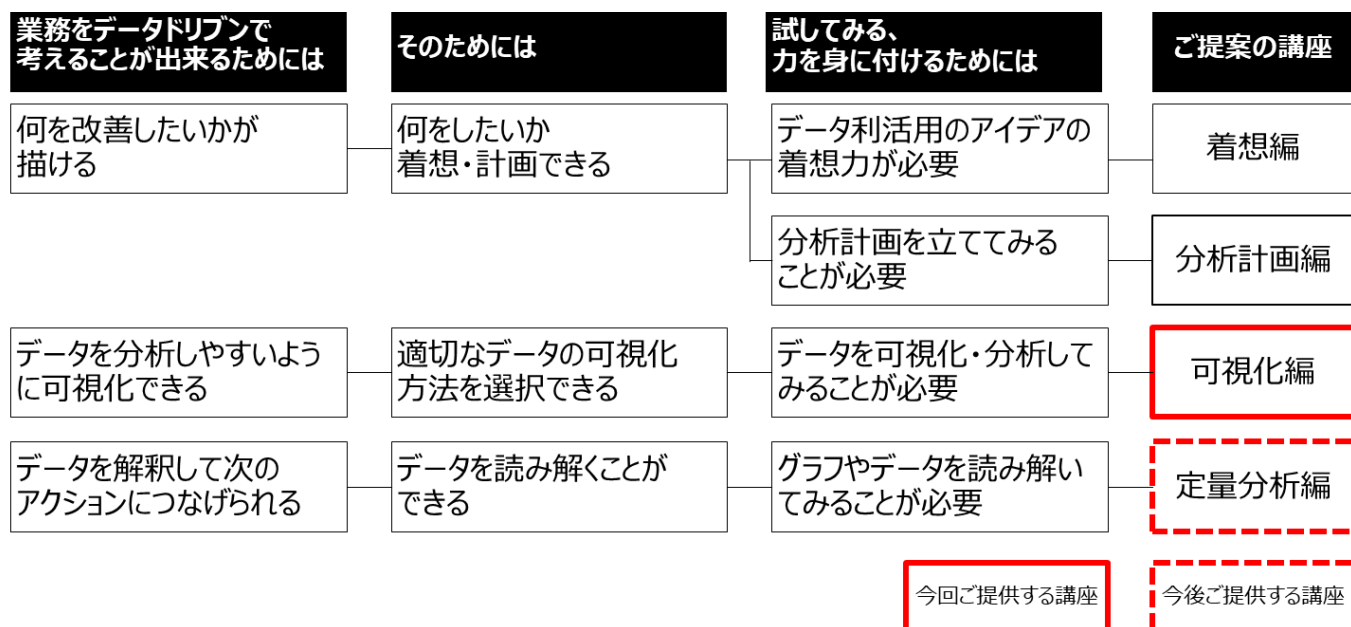 業務をデータドリブンで
考えることが出来るためには
そのためには
試してみる、
力を身に付けるためには
ご提案の講座
何を改善したいかが
描ける
何をしたいか
着想・計画できる
データ利活用のアイデアの
着想力が必要
着想編
分析計画を立ててみる
ことが必要
分析計画編
データを分析しやすいよう
に可視化できる
適切なデータの可視化
方法を選択できる
データを可視化・分析して
みることが必要
可視化編
データを解釈して次の
アクションにつなげられる
データを読み解くことが
できる
グラフやデータを読み解い
てみることが必要
定量分析編
今回ご提供する講座
今後ご提供する講座